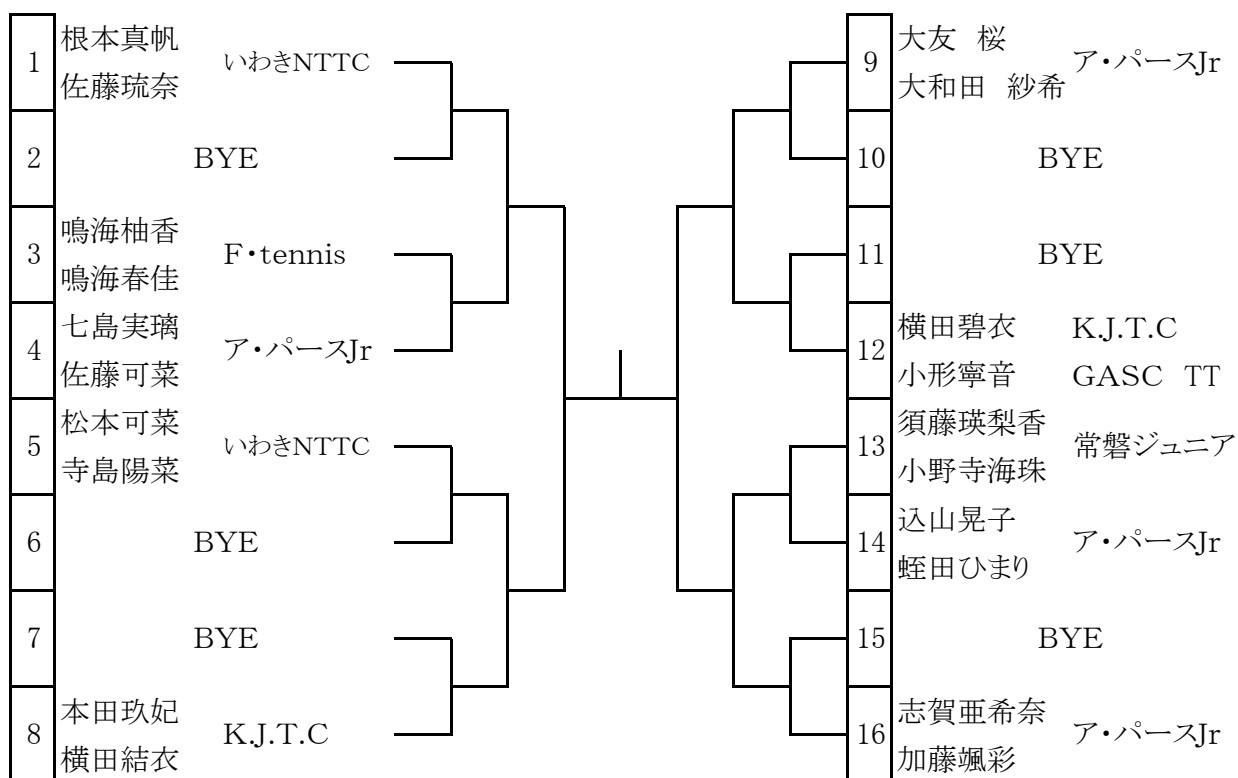 1 根本真帆 いわきNTTC
佐藤琉奈
2 BYE
3 鳴海柚香 F・tennis
鳴海春佳
4 七島実璃 ア・パースJr
佐藤可菜
5 松本可菜 いわきNTTC
寺島陽菜
6 BYE
7 BYE
8 本田玖妃 K.J.T.C
横田結衣
9 大友 桜 ア・パースJr
大和田 紗希
10 BYE
11 BYE
12 横田碧衣 K.J.T.C
小形寧音 GASC TT
13 須藤瑛梨香 常磐ジュニア
小野寺海珠
14 込山晃子 ア・パースJr
蛭田ひまり
15 BYE
16 志賀亜希奈 ア・パースJr
加藤颯彩